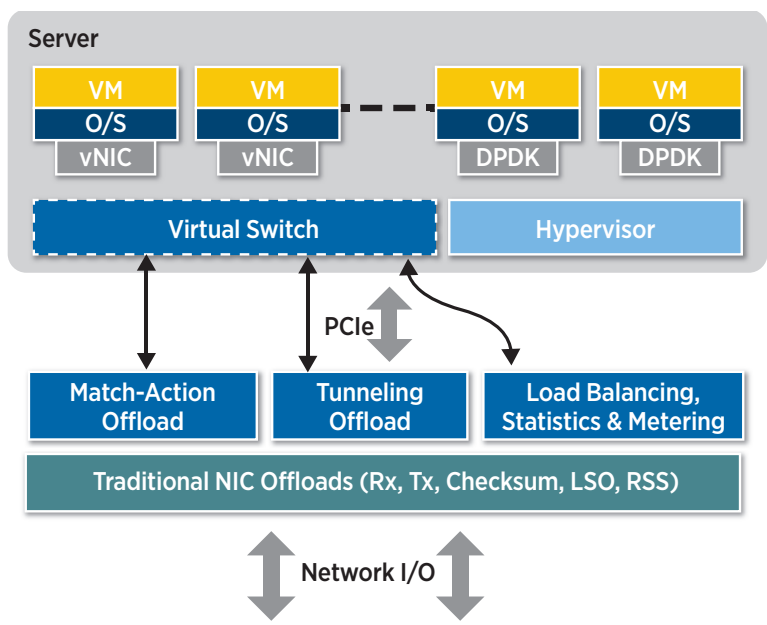 Server
VM
VM
VM
VM
O/S
O/S
O/S
O/S
vNIC
vNIC
DPDK
DPDK
Virtual Switch
Hypervisor
PCIe
Match-Action
Offload
Tunneling
Offload
Load Balancing,
Statistics & Metering
Traditional NIC Offloads (Rx, Tx, Checksum, LSO, RSS)
Network I/O